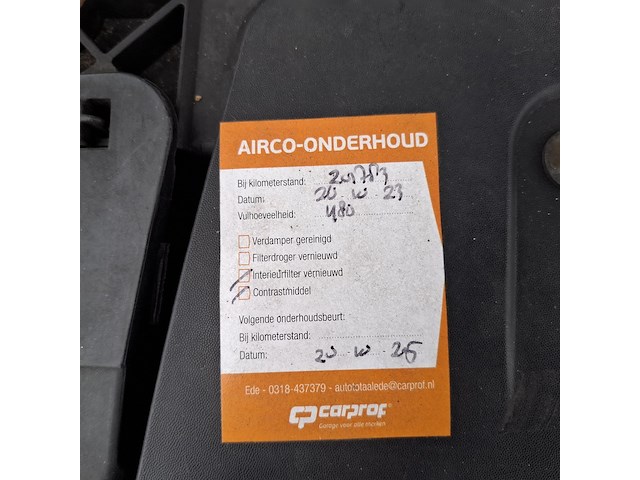 AIRCO-ONDERHOUD
Bij kilometerstand:
Datum: 20 10 23
Vulhoeveelheid: 480
Verdamper gereinigd
Filterdroger vernieuwd
Interieurfilter vernieuwd
Contrastmiddel
Volgende onderhoudsbeurt:
Bij kilometerstand:
Datum: 20 10 25
Ede - 0318-437379 - autototaalede@carprof.nl
CP carprof
Garage voor alle merken